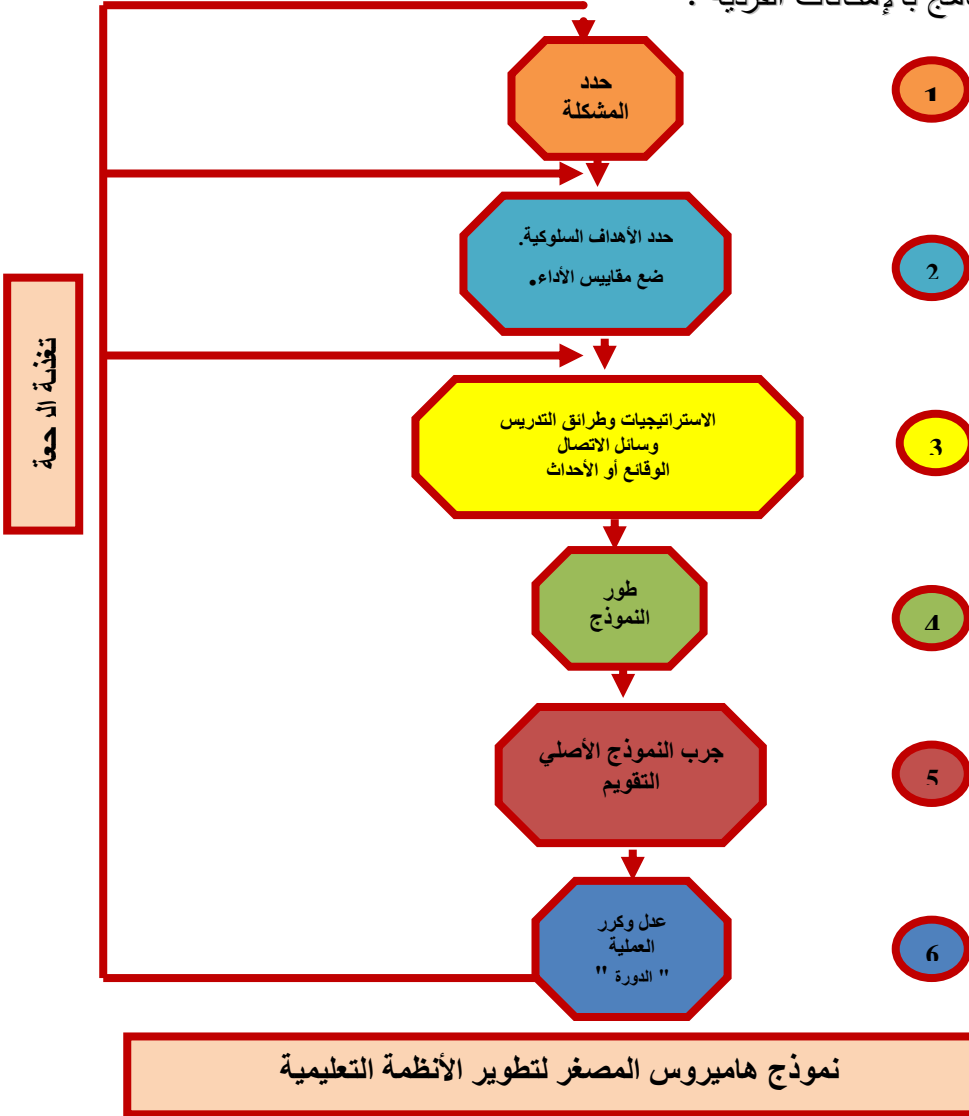 حدد
المشكلة
1
حدد الأهداف السلوكية.
ضع مقاييس الأداء.
2
الاستراتيجيات وطرائق التدريس
وسائل الاتصال
الوقائع أو الأحداث
3
طور
النموذج
4
جرب النموذج الأصلي
التقويم
5
عدل وكرر
العملية
" الدورة "
6
تغذية
نموذج هاميروس المصغر لتطوير الأنظمة التعليمية